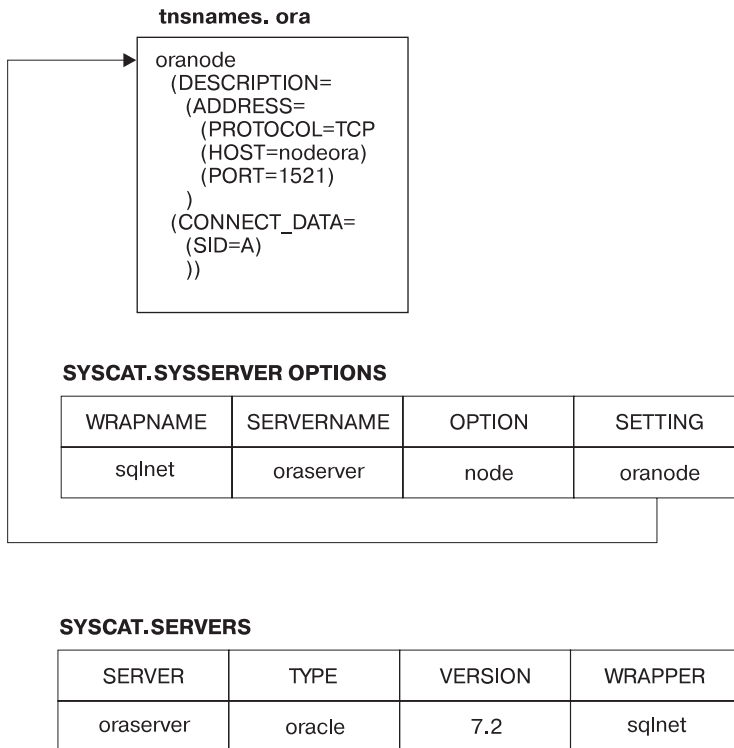 tnsnames. ora
oranode
(DESCRIPTION=
(ADDRESS=
(PROTOCOL=TCP
(HOST=nodeora)
(PORT=1521)
)
(CONNECT_DATA=
(SID=A)
))
SYSCAT.SYSSERVER OPTIONS
WRAPNAME SERVERNAME OPTION SETTING
sqlnet oraserver node oranode
SYSCAT.SERVERS
SERVER TYPE VERSION WRAPPER
oraserver oracle 7.2 sqlnet